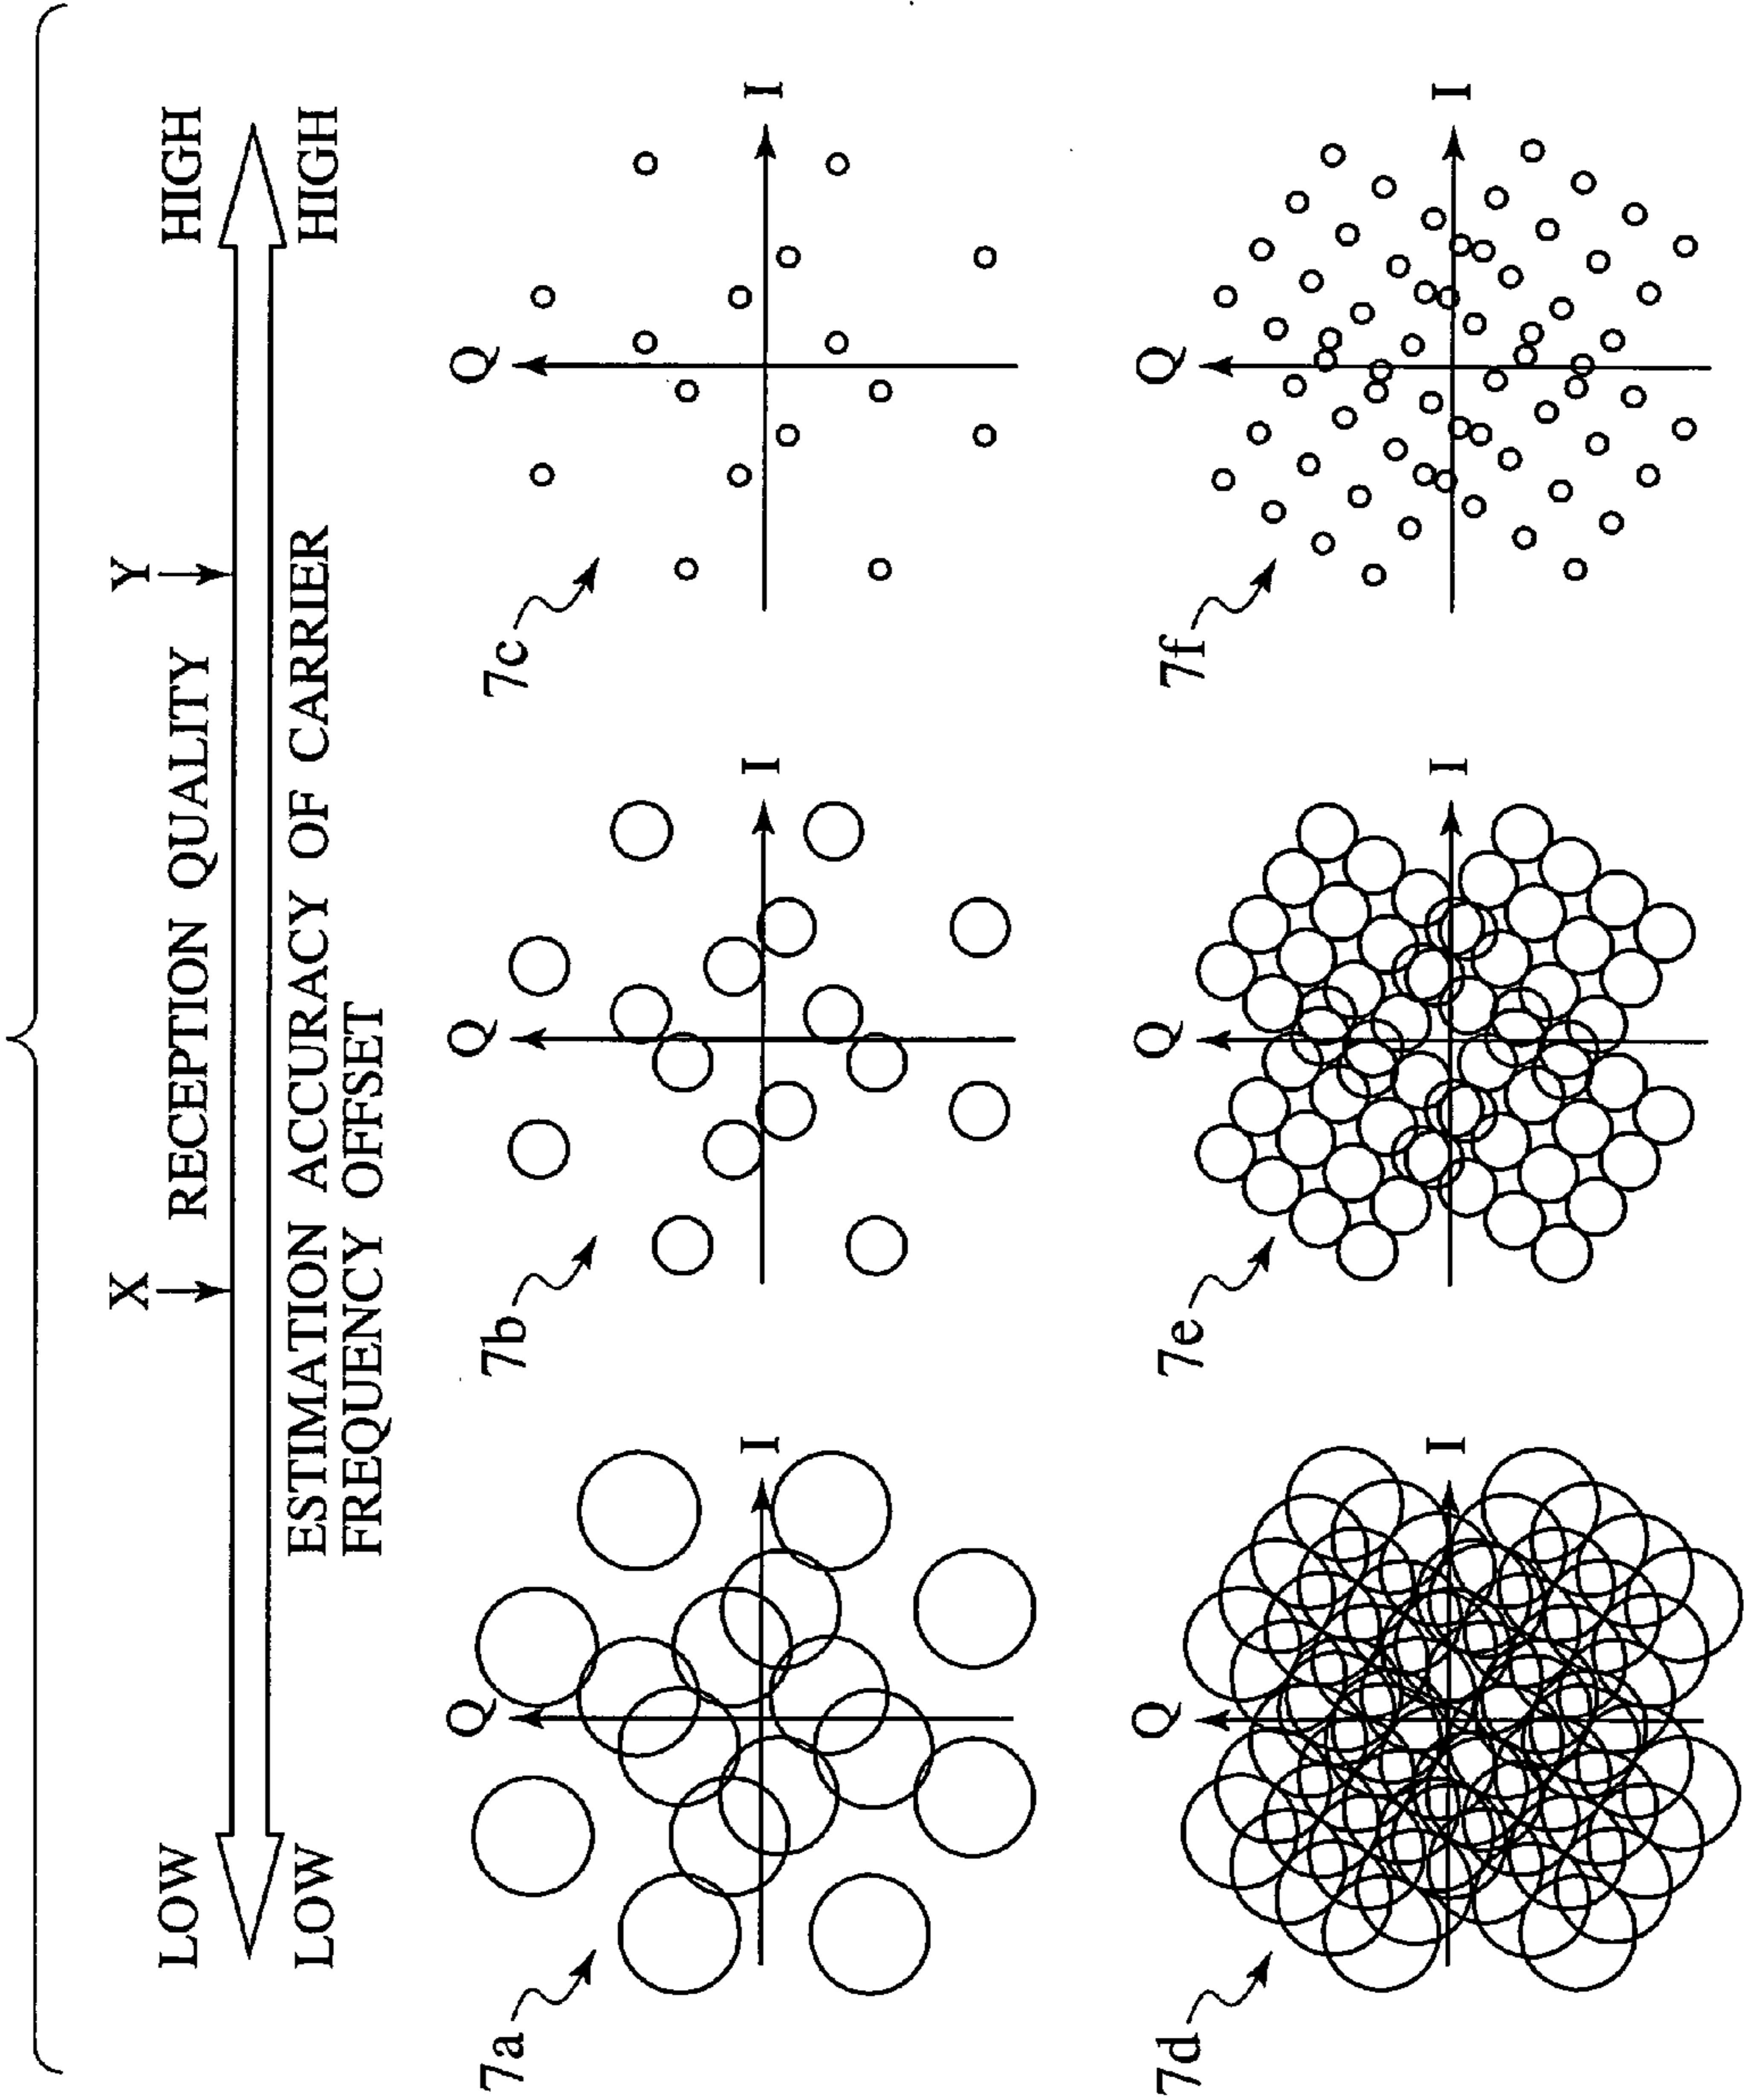 X
Y
LOW
RECEPTION QUALITY
HIGH
LOW
ESTIMATION ACCURACY OF CARRIER
FREQUENCY OFFSET
HIGH
7a
Q
I
7b
Q
I
7c
Q
I
7d
Q
I
7e
Q
I
7f
Q
I